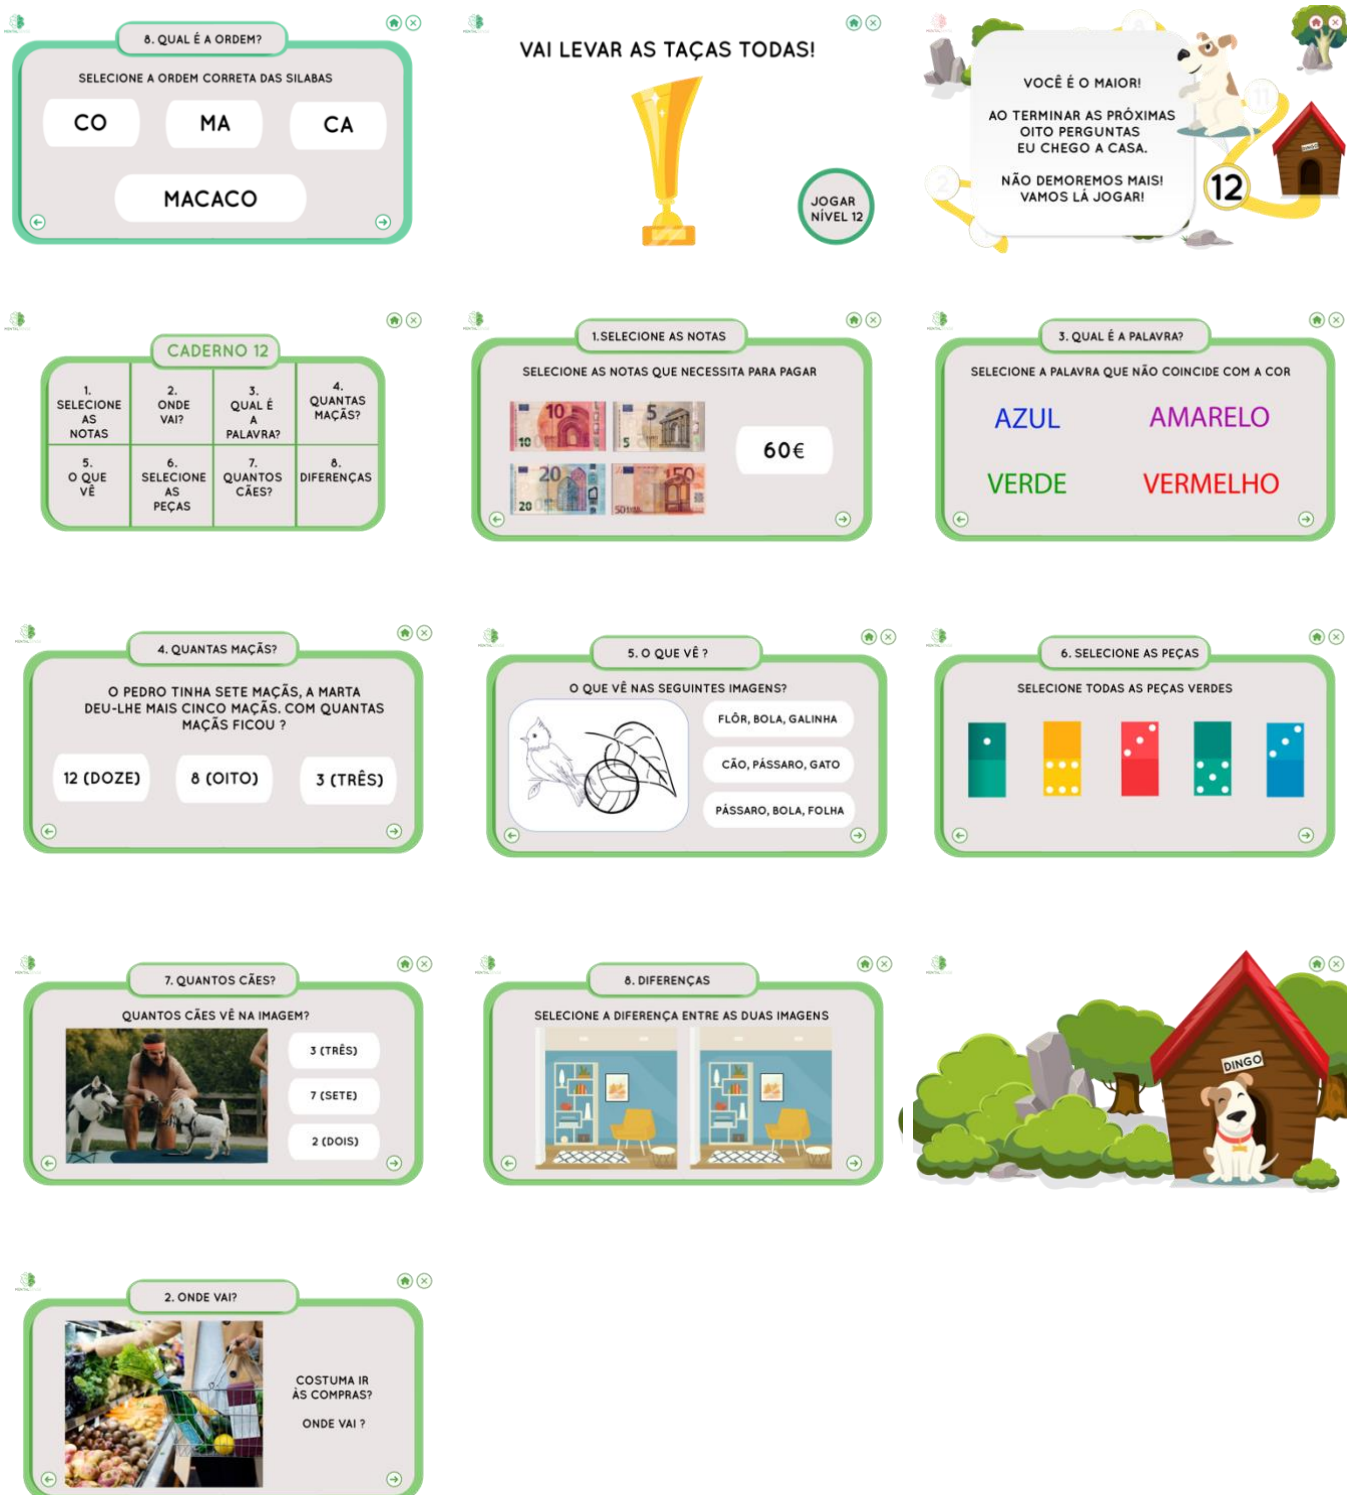 8. QUAL É A ORDEM?
SELECIONE A ORDEM CORRETA DAS SILABAS
CO
MA
CA
MACACO
VAI LEVAR AS TAÇAS TODAS!
JOGAR
NÍVEL 12
VOCÊ É O MAIOR!
AO TERMINAR AS PRÓXIMAS
OITO PERGUNTAS
EU CHEGO A CASA.
NÃO DEMOREMOS MAIS!
VAMOS LÁ JOGAR!
2
11
12
DINGO
CADERNO 12
1.
SELECIONE
AS
NOTAS
2.
ONDE
VAI?
3.
QUAL É
A
PALAVRA?
4.
QUANTAS
MAÇÃS?
5.
O QUE
VÊ
6.
SELECIONE
AS
PEÇAS
7.
QUANTOS
CÃES?
8.
DIFERENÇAS
1.SELECIONE AS NOTAS
SELECIONE AS NOTAS QUE NECESSITA PARA PAGAR
10
10
5
5
20
20
50
50
60€
3. QUAL É A PALAVRA?
SELECIONE A PALAVRA QUE NÃO COINCIDE COM A COR
AZUL
AMARELO
VERDE
VERMELHO
4. QUANTAS MAÇÃS?
O PEDRO TINHA SETE MAÇÃS, A MARTA
DEU-LHE MAIS CINCO MAÇÃS. COM QUANTAS
MAÇÃS FICOU ?
12 (DOZE)
8 (OITO)
3 (TRÊS)
5. O QUE VÊ ?
O QUE VÊ NAS SEGUINTES IMAGENS?
FLÔR, BOLA, GALINHA
CÃO, PÁSSARO, GATO
PÁSSARO, BOLA, FOLHA
6. SELECIONE AS PEÇAS
SELECIONE TODAS AS PEÇAS VERDES
7. QUANTOS CÃES?
QUANTOS CÃES VÊ NA IMAGEM?
3 (TRÊS)
7 (SETE)
2 (DOIS)
8. DIFERENÇAS
SELECIONE A DIFERENÇA ENTRE AS DUAS IMAGENS
DINGO
2. ONDE VAI?
COSTUMA IR
ÀS COMPRAS?
ONDE VAI ?